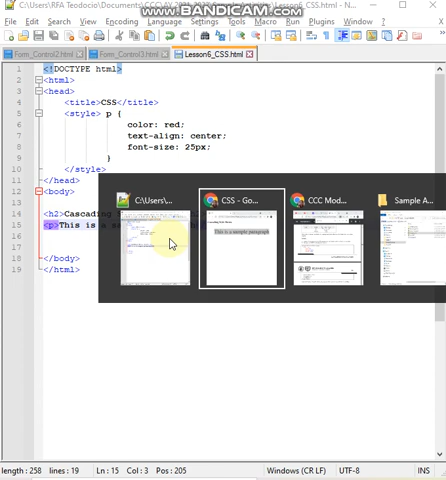 C:\Users\RFA Teodocio\Documents\CCC\AY
Lesson6_CSS.html - N...
WWW.BANDICAM.COM
File Edit Search View Encoding Language Settings Tools Macro Run Plugins Window ?
Form_Control2.html Form_Control3.html Lesson6_CSS.html
1 <!DOCTYPE html>
2 <html>
3 <head>
4 <title>CSS</title>
5 <style> p {
6 color: red;
7 text-align: center;
8 font-size: 25px;
9 }
10 </style>
11 </head>
12 <body>
13
14 <h2>Cascading
15 <p>This is a
16
17
18 </body>
19 </html>
C:\Users\... CSS - Go... CCC Mod... Sample A...
This is a sample paragraph
length : 258 lines : 19 Ln : 15 Col : 3 Pos : 205 Windows (CR LF) UTF-8 INS